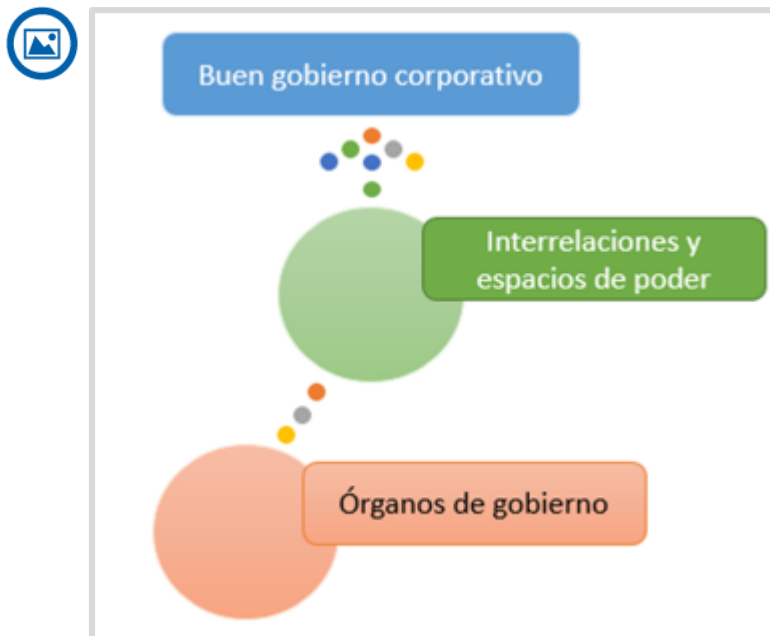 Buen gobierno corporativo
Interrelaciones y
espacios de poder
Órganos de gobierno